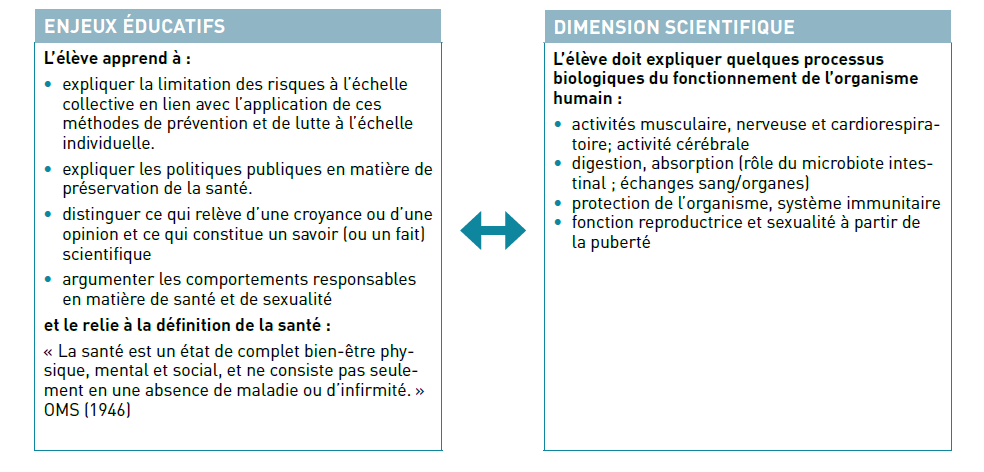 ENJEUX ÉDUCATIFS
L’élève apprend à :
• expliquer la limitation des risques à l’échelle
collective en lien avec l’application de ces
méthodes de prévention et de lutte à l’échelle
individuelle.
• expliquer les politiques publiques en matière de
préservation de la santé.
• distinguer ce qui relève d’une croyance ou d’une
opinion et ce qui constitue un savoir (ou un fait)
scientifique
• argumenter les comportements responsables
en matière de santé et de sexualité
et le relie à la définition de la santé :
« La santé est un état de complet bien-être phy-
sique, mental et social, et ne consiste pas seule-
ment en une absence de maladie ou d’infirmité. »
OMS (1946)
DIMENSION SCIENTIFIQUE
L’élève doit expliquer quelques processus
biologiques du fonctionnement de l’organisme
humain :
• activités musculaire, nerveuse et cardiorespira-
toire; activité cérébrale
• digestion, absorption (rôle du microbiote intes-
tinal ; échanges sang/organes)
• protection de l’organisme, système immunitaire
• fonction reproductrice et sexualité à partir de
la puberté